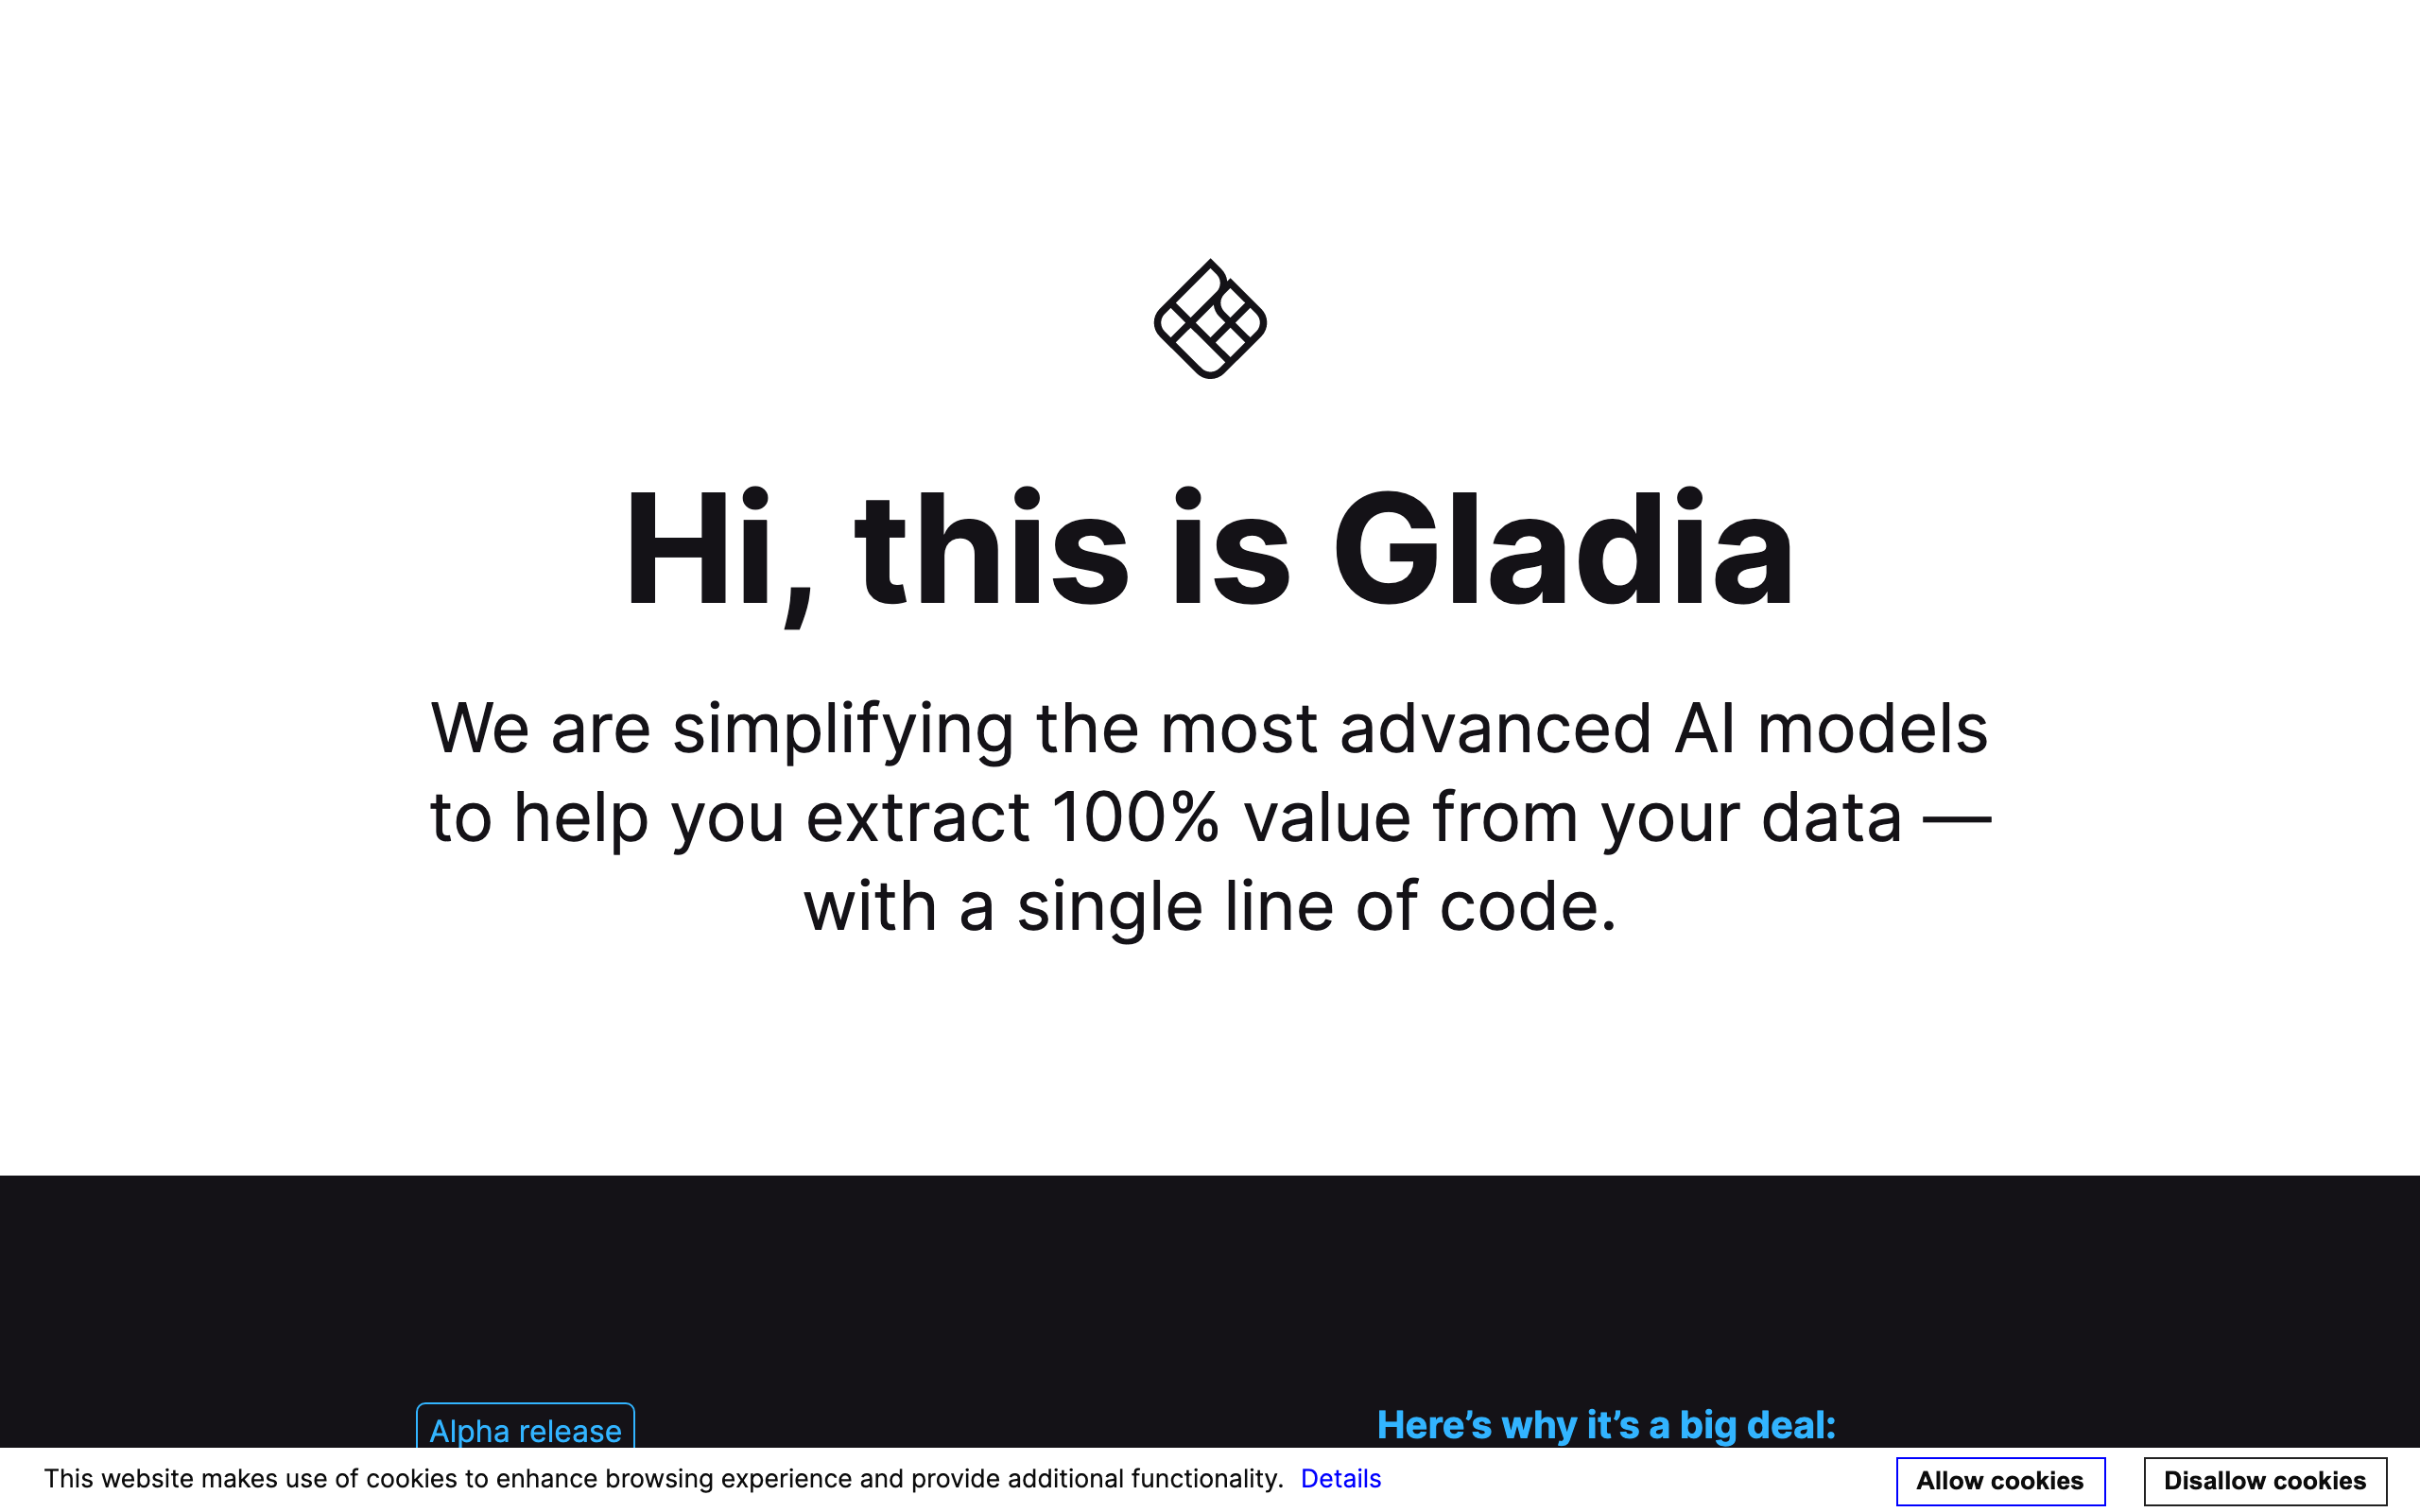 Hi, this is Gladia
We are simplifying the most advanced AI models
to help you extract 100% value from your data —
with a single line of code.
Alpha release
Here’s why it’s a big deal:
This website makes use of cookies to enhance browsing experience and provide additional functionality. Details
Allow cookies
Disallow cookies